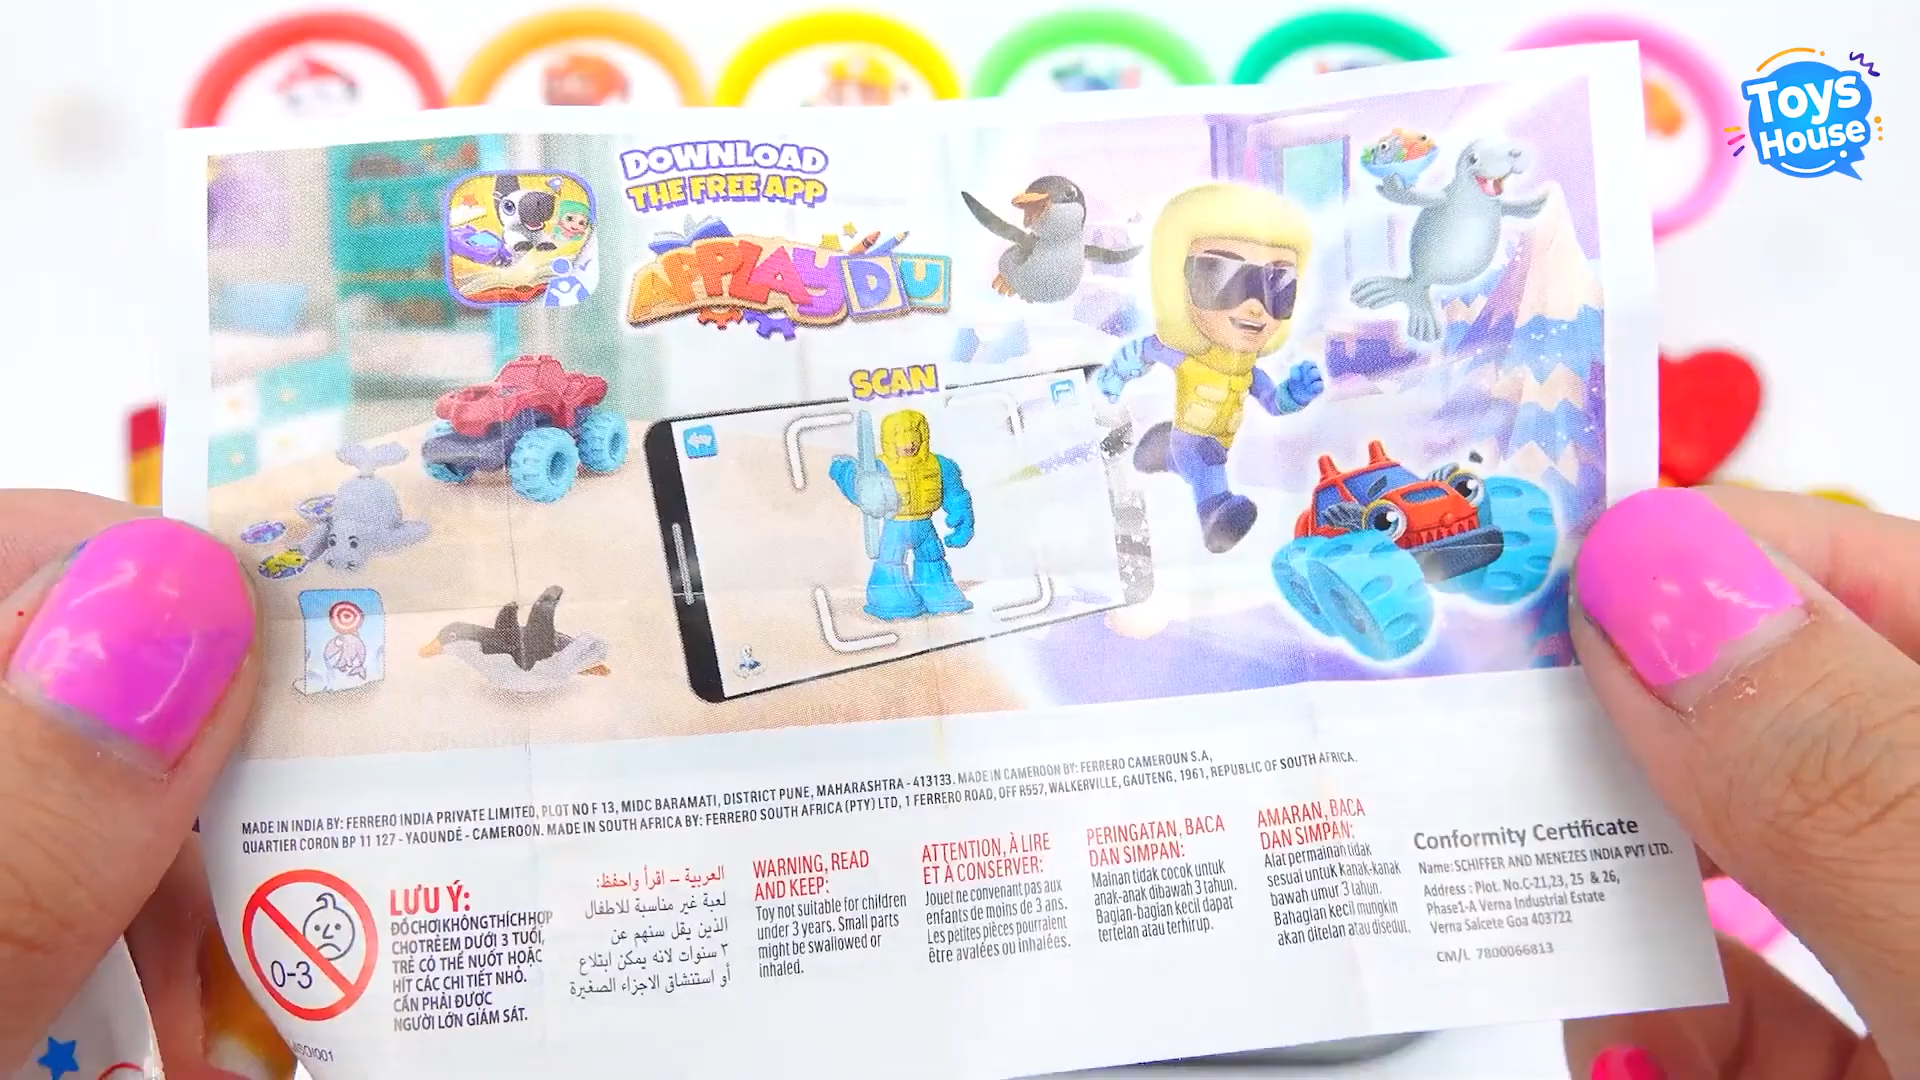 Toys
House
DOWNLOAD
THE FREE APP
APPLAYDU
SCAN
MADE IN INDIA BY: FERRERO INDIA PRIVATE LIMITED, PLOT NO F 13, MIDC BARAMATI, DISTRICT PUNE, MAHARASHTRA - 413133. MADE IN CAMEROON BY: FERRERO CAMEROUN S.A,
QUARTIER CORON BP 11 127 - YAOUNDÉ - CAMEROON. MADE IN SOUTH AFRICA BY: FERRERO SOUTH AFRICA (PTY) LTD, 1 FERRERO ROAD, OFF R557, WALKERVILLE, GAUTENG, 1961, REPUBLIC OF SOUTH AFRICA.
0-3
LƯU Ý:
ĐỒ CHƠI KHÔNG THÍCH HỢP
CHO TRẺ EM DƯỚI 3 TUỔI,
TRẺ CÓ THỂ NUỐT HOẶC
HÍT CÁC CHI TIẾT NHỎ.
CẦN PHẢI ĐƯỢC
NGƯỜI LỚN GIÁM SÁT.
العربية – اقرأ واحفظ:
لعبة غير مناسبة للاطفال
الذين يقل سنهم عن
٣ سنوات لانه يمكن ابتلاع
أو استنشاق الاجزاء الصغيرة
WARNING, READ
AND KEEP:
Toy not suitable for children
under 3 years. Small parts
might be swallowed or
inhaled.
ATTENTION, À LIRE
ET À CONSERVER:
Jouet ne convenant pas aux
enfants de moins de 3 ans.
Les petites pièces pourraient
être avalées ou inhalées.
PERINGATAN, BACA
DAN SIMPAN:
Mainan tidak cocok untuk
anak-anak dibawah 3 tahun.
Bagian-bagian kecil dapat
tertelan atau terhirup.
AMARAN, BACA
DAN SIMPAN:
Alat permainan tidak
sesuai untuk kanak-kanak
bawah umur 3 tahun.
Bahagian kecil mungkin
akan ditelan atau disedut.
Conformity Certificate
Name: SCHIFFER AND MENEZES INDIA PVT LTD.
Address : Plot. No.C-21,23, 25 & 26,
Phase1-A Verna Industrial Estate
Verna Salcete Goa 403722
CM/L 7800066813